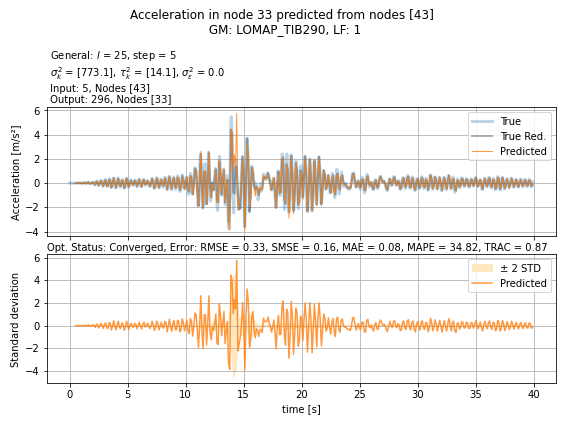 Acceleration in node 33 predicted from nodes [43]
GM: LOMAP_TIB290, LF: 1
General: l = 25, step = 5
σ²ₖ = [773.1], τ²ₖ = [14.1], σ²ε = 0.0
Input: 5, Nodes [43]
Output: 296, Nodes [33]
6
4
2
0
−2
−4
Acceleration [m/s²]
True
True Red.
Predicted
Opt. Status: Converged, Error: RMSE = 0.33, SMSE = 0.16, MAE = 0.08, MAPE = 34.82, TRAC = 0.87
6
4
2
0
−2
−4
Standard deviation
± 2 STD
Predicted
0 5 10 15 20 25 30 35 40
time [s]